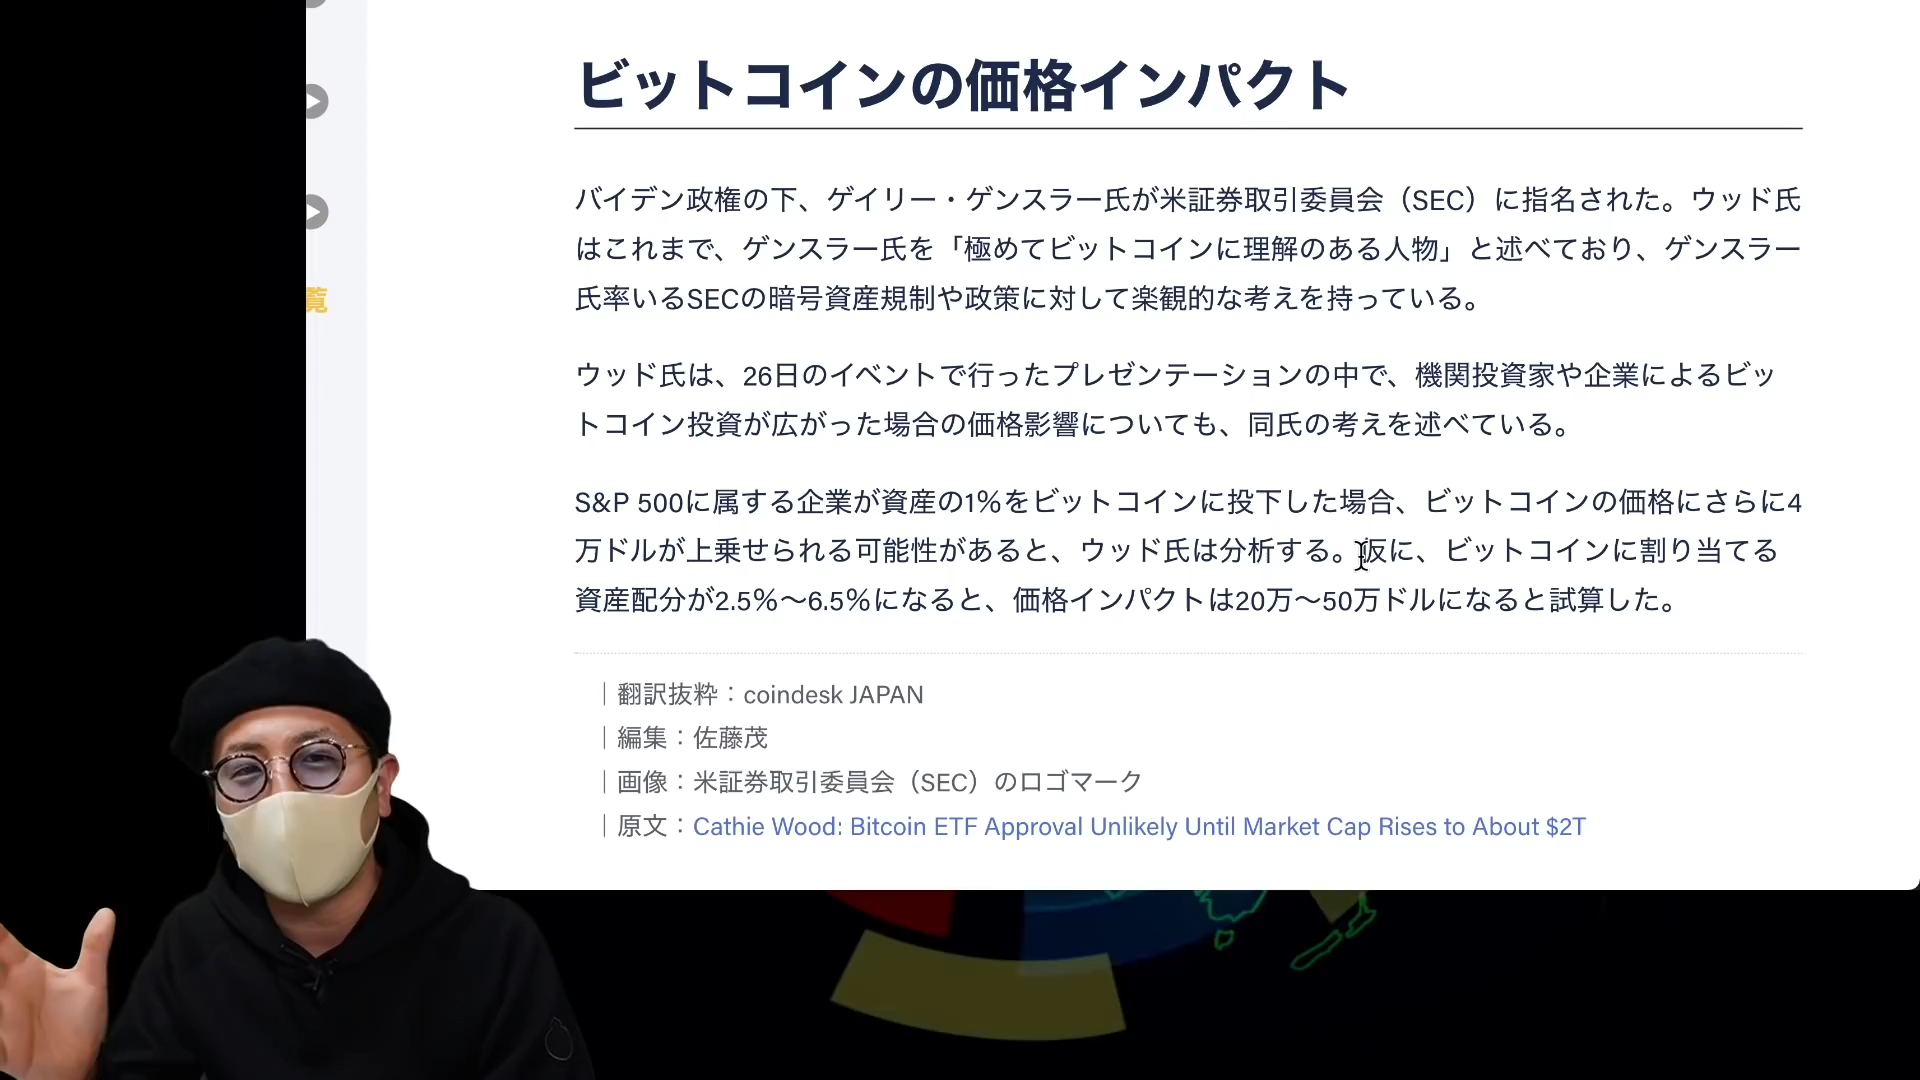 ビットコインの価格インパクト
バイデン政権の下、ゲイリー・ゲンスラー氏が米証券取引委員会（SEC）に指名された。ウッド氏
はこれまで、ゲンスラー氏を「極めてビットコインに理解のある人物」と述べており、ゲンスラー
氏率いるSECの暗号資産規制や政策に対して楽観的な考えを持っている。
ウッド氏は、26日のイベントで行ったプレゼンテーションの中で、機関投資家や企業によるビッ
トコイン投資が広がった場合の価格影響についても、同氏の考えを述べている。
S&P 500に属する企業が資産の1%をビットコインに投下した場合、ビットコインの価格にさらに4
万ドルが上乗せられる可能性があると、ウッド氏は分析する。仮に、ビットコインに割り当てる
資産配分が2.5%〜6.5%になると、価格インパクトは20万〜50万ドルになると試算した。
｜翻訳抜粋：coindesk JAPAN
｜編集：佐藤茂
｜画像：米証券取引委員会（SEC）のロゴマーク
｜原文：Cathie Wood: Bitcoin ETF Approval Unlikely Until Market Cap Rises to About $2T
覧